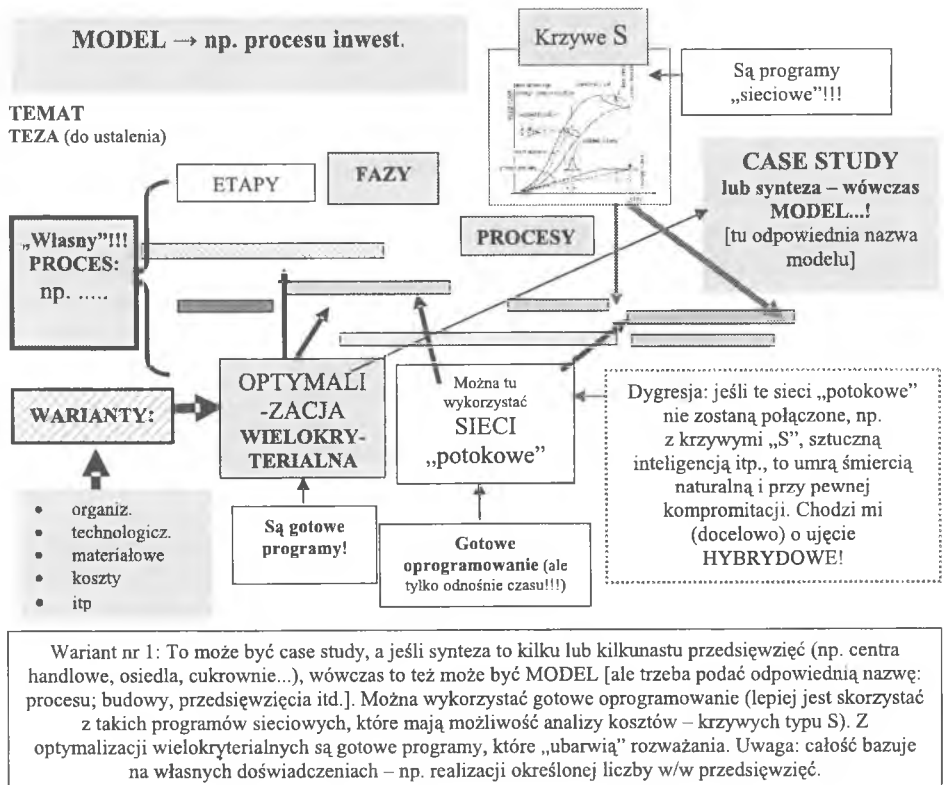 MODEL → np. procesu inwest.
Krzywe S
Są programy
„sieciowe”!!!
TEMAT
TEZA (do ustalenia)
ETAPY
FAZY
CASE STUDY
lub synteza – wówczas
MODEL...!
[tu odpowiednia nazwa
modelu]
„Własny”!!!
PROCES:
np. .....
PROCESY
WARIANTY:
OPTYMALI
-ZACJA
WIELOKRY-
TERIALNA
Można tu
wykorzystać
SIECI
„potokowe”
Dygresja: jeśli te sieci „potokowe”
nie zostaną połączone, np.
z krzywymi „S”, sztuczną
inteligencją itp., to umrą śmiercią
naturalną i przy pewnej
kompromitacji. Chodzi mi
(docelowo) o ujęcie
HYBRYDOWE!
• organiz.
• technologicz.
• materiałowe
• koszty
• itp
Są gotowe
programy!
Gotowe
oprogramowanie (ale
tylko odnośnie czasu!!!)
Wariant nr 1: To może być case study, a jeśli synteza to kilku lub kilkunastu przedsięwzięć (np. centra
handlowe, osiedla, cukrownie...), wówczas to też może być MODEL [ale trzeba podać odpowiednią nazwę:
procesu; budowy, przedsięwzięcia itd.]. Można wykorzystać gotowe oprogramowanie (lepiej jest skorzystać
z takich programów sieciowych, które mają możliwość analizy kosztów – krzywych typu S). Z
optymalizacji wielokryterialnych są gotowe programy, które „ubarwią” rozważania. Uwaga: całość bazuje
na własnych doświadczeniach – np. realizacji określonej liczby w/w przedsięwzięć.